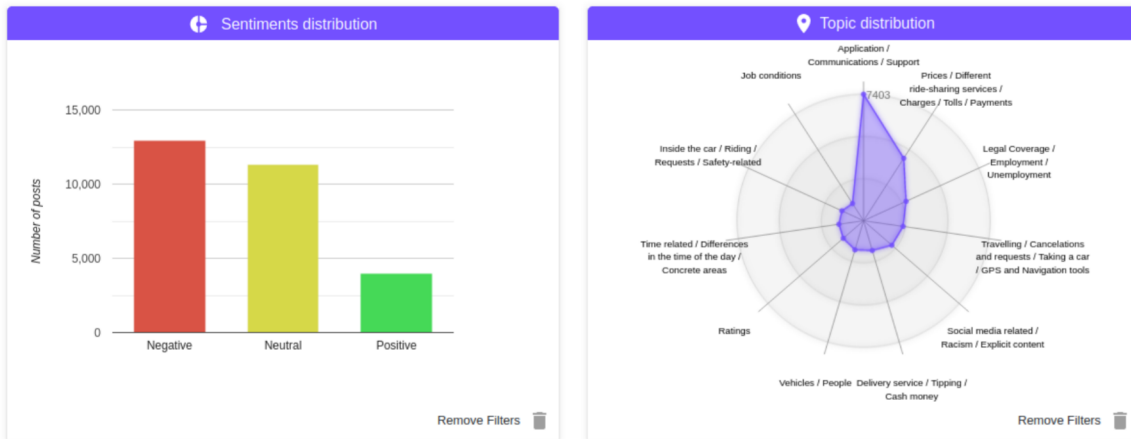 Sentiments distribution
15,000
10,000
5,000
0
Number of posts
Negative
Neutral
Positive
Remove Filters
Topic distribution
Application /
Communications / Support
7403
Prices / Different
ride-sharing services /
Charges / Tolls / Payments
Legal Coverage /
Employment /
Unemployment
Travelling / Cancelations
and requests / Taking a car
/ GPS and Navigation tools
Social media related /
Racism / Explicit content
Delivery service / Tipping /
Cash money
Vehicles / People
Ratings
Time related / Differences
in the time of the day /
Concrete areas
Inside the car / Riding /
Requests / Safety-related
Job conditions
Remove Filters